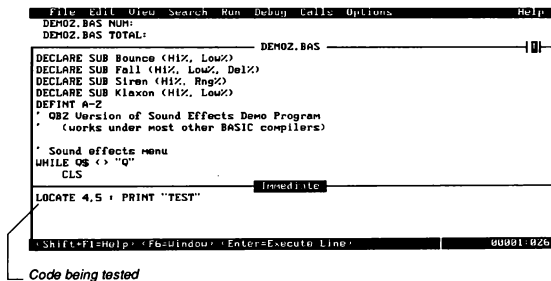 File Edit View Search Run Debug Calls Options Help
DEMOZ.BAS NUM:
DEMOZ.BAS TOTAL:
DEMOZ.BAS
DECLARE SUB Bounce (Hi%, Low%)
DECLARE SUB Fall (Hi%, Low%, Del%)
DECLARE SUB Siren (Hi%, Rng%)
DECLARE SUB Klaxon (Hi%, Low%)
DEFINT A-Z
' QB2 Version of Sound Effects Demo Program
' (works under most other BASIC compilers)
' Sound effects menu
WHILE Q$ <> "Q"
CLS
Immediate
LOCATE 4,5 : PRINT "TEST"
<Shift+F1=Help> <F6=Window> <Enter=Execute Line> 00001:026
Code being tested